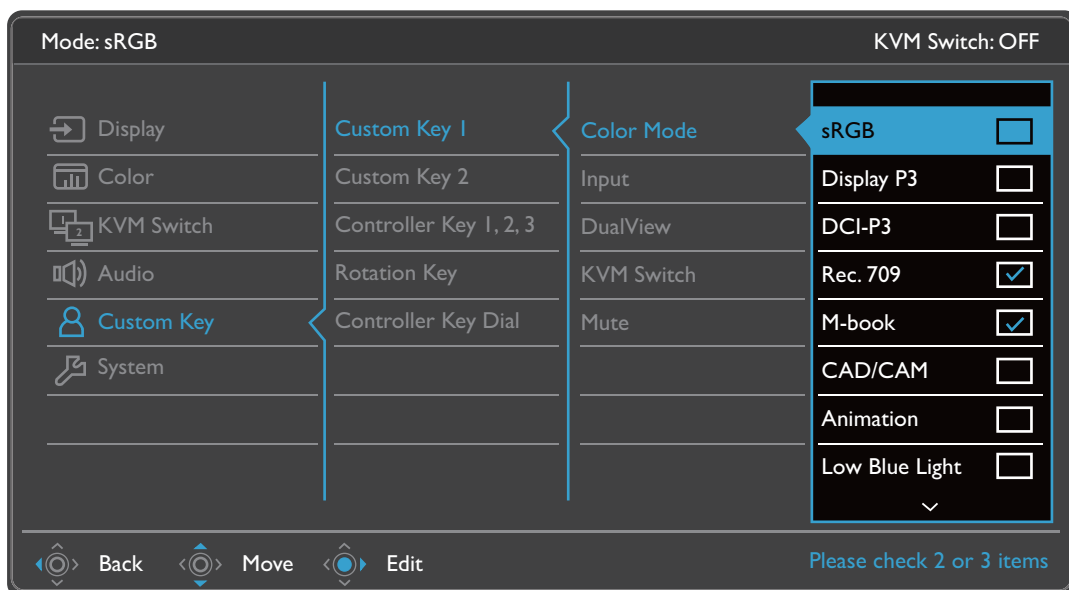 Mode: sRGB KVM Switch: OFF
Display Custom Key 1 Color Mode sRGB
Color Custom Key 2 Input Display P3
1 2 KVM Switch Controller Key 1, 2, 3 DualView DCI-P3
Audio Rotation Key KVM Switch Rec. 709
Custom Key Controller Key Dial Mute M-book
System CAD/CAM
Animation
Low Blue Light
Back Move Edit Please check 2 or 3 items